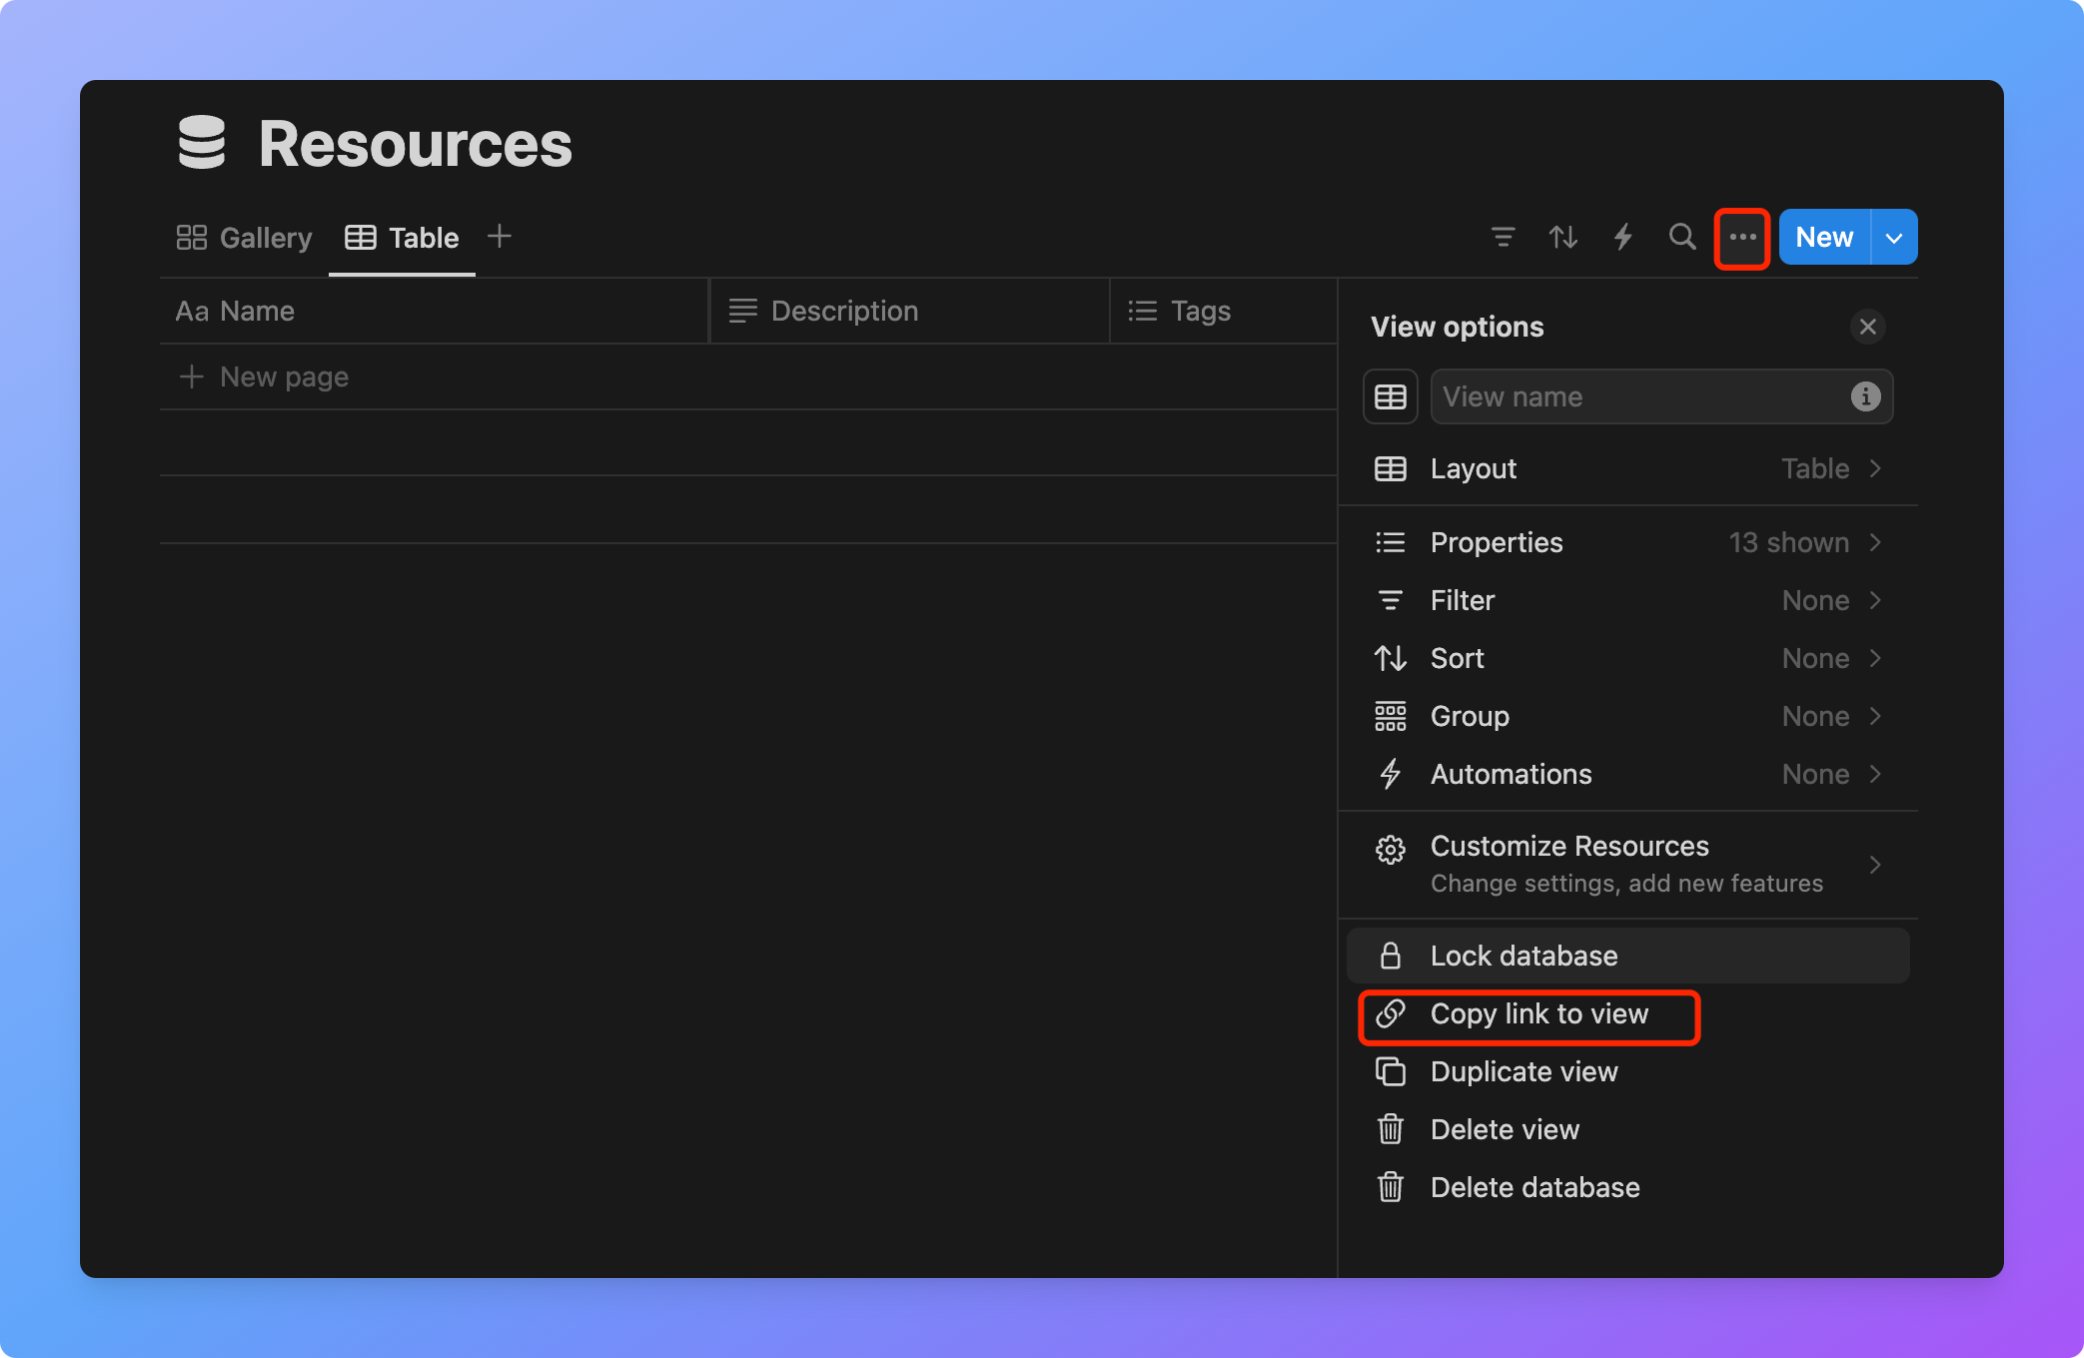 Resources
Gallery Table
New
Aa Name Description Tags
New page
View options
View name
Layout Table
Properties 13 shown
Filter None
Sort None
Group None
Automations None
Customize Resources
Change settings, add new features
Lock database
Copy link to view
Duplicate view
Delete view
Delete database